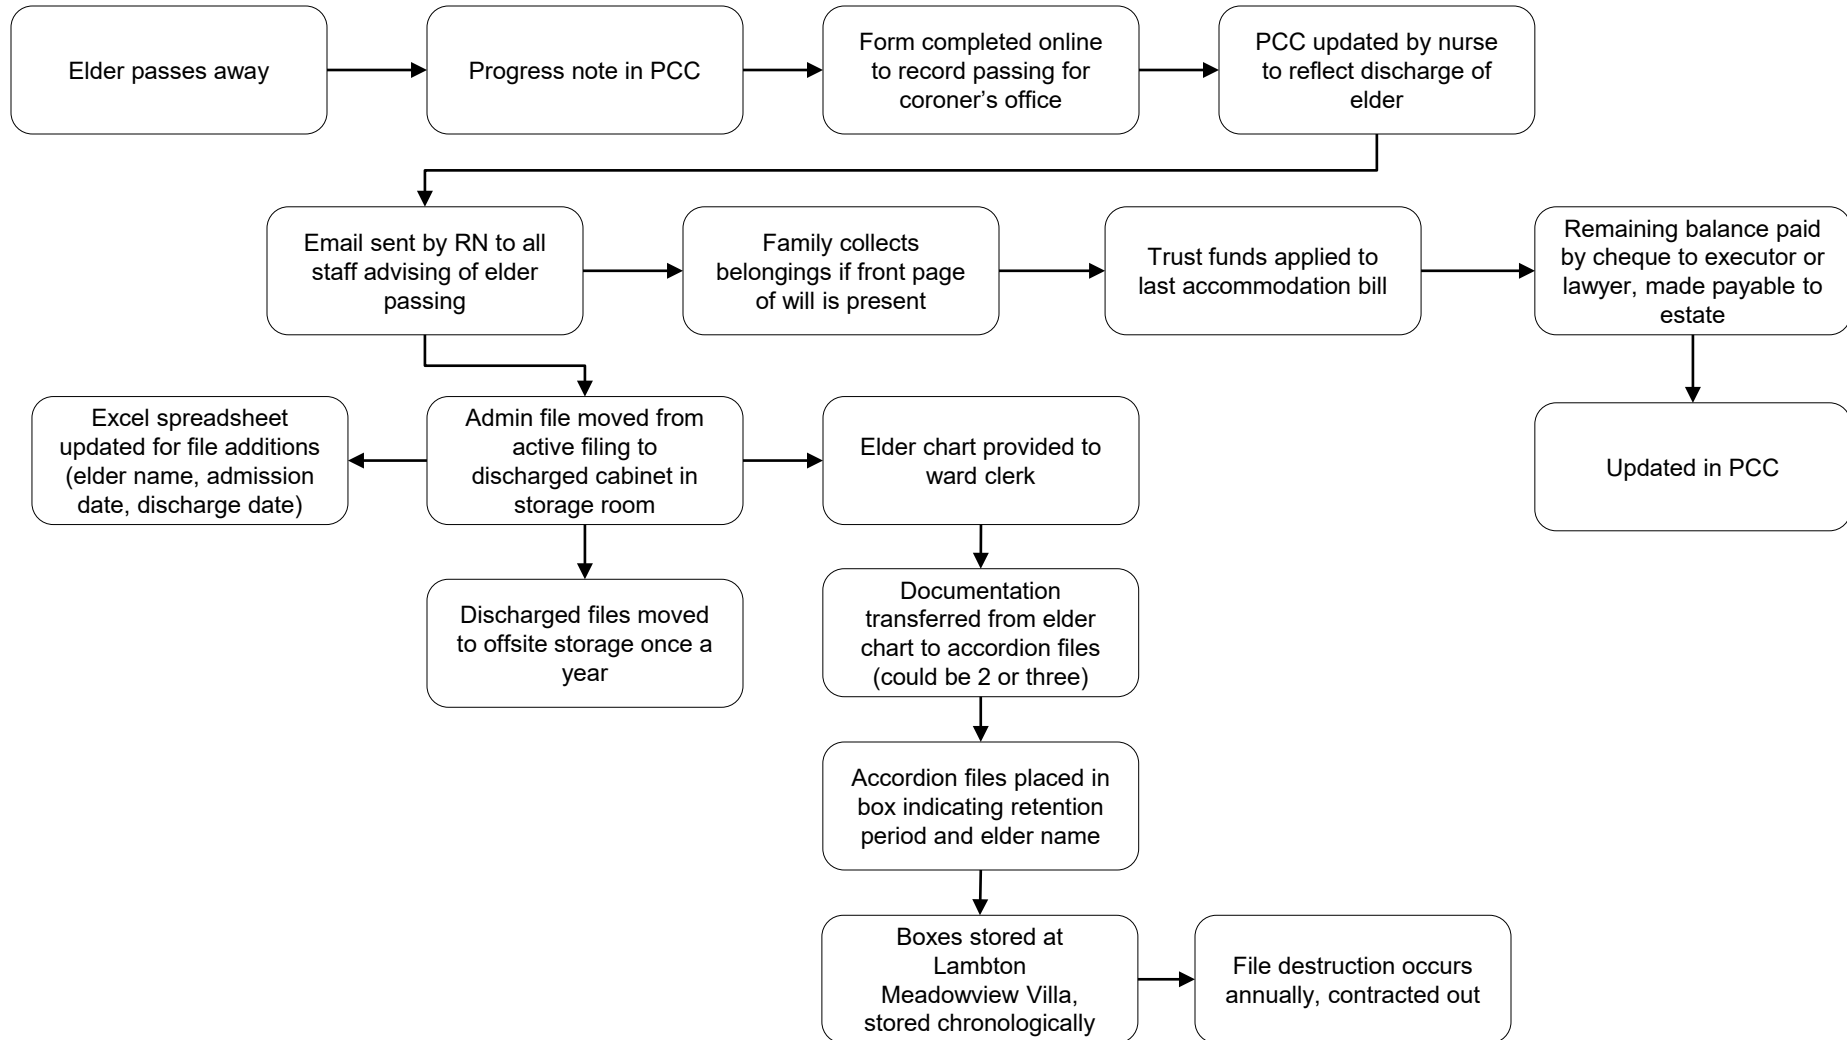 Elder passes away
Progress note in PCC
Form completed online
to record passing for
coroner’s office
PCC updated by nurse
to reflect discharge of
elder
Email sent by RN to all
staff advising of elder
passing
Family collects
belongings if front page
of will is present
Trust funds applied to
last accommodation bill
Remaining balance paid
by cheque to executor or
lawyer, made payable to
estate
Excel spreadsheet
updated for file additions
(elder name, admission
date, discharge date)
Admin file moved from
active filing to
discharged cabinet in
storage room
Elder chart provided to
ward clerk
Updated in PCC
Discharged files moved
to offsite storage once a
year
Documentation
transferred from elder
chart to accordion files
(could be 2 or three)
Accordion files placed in
box indicating retention
period and elder name
Boxes stored at
Lambton
Meadowview Villa,
stored chronologically
File destruction occurs
annually, contracted out